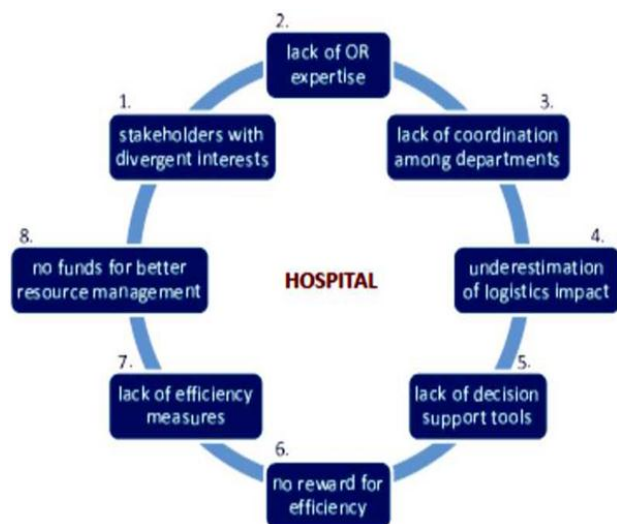 1.
stakeholders with
divergent interests
2.
lack of OR
expertise
3.
lack of coordination
among departments
4.
underestimation
of logistics impact
5.
lack of decision
support tools
6.
no reward for
efficiency
7.
lack of efficiency
measures
8.
no funds for better
resource management
HOSPITAL